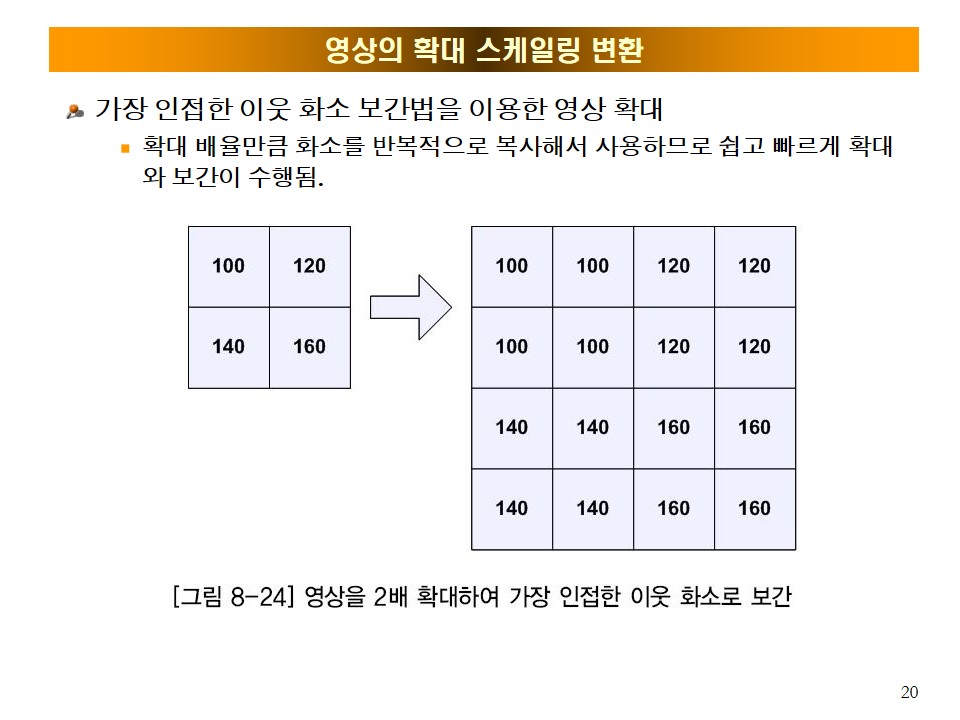 영상의 확대 스케일링 변환
가장 인접한 이웃 화소 보간법을 이용한 영상 확대
확대 배율만큼 화소를 반복적으로 복사해서 사용하므로 쉽고 빠르게 확대
와 보간이 수행됨.
100 120
140 160
100 100 120 120
100 100 120 120
140 140 160 160
140 140 160 160
[그림 8-24] 영상을 2배 확대하여 가장 인접한 이웃 화소로 보간
20